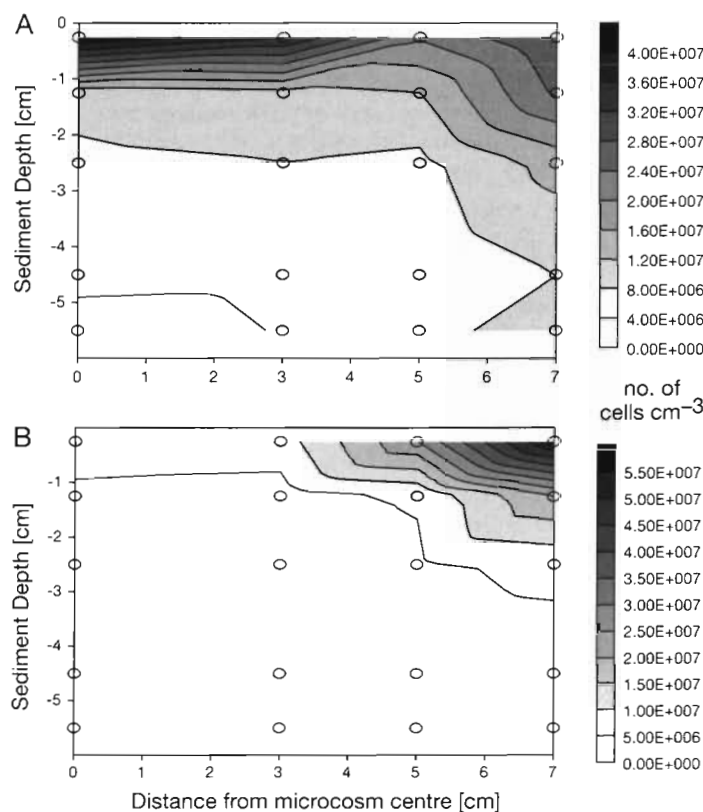 A
0
-1
-2
-3
-4
-5
Sediment Depth [cm]
0 1 2 3 4 5 6 7
4.00E+007
3.60E+007
3.20E+007
2.80E+007
2.40E+007
2.00E+007
1.60E+007
1.20E+007
8.00E+006
4.00E+006
0.00E+000
no. of
cells cm⁻³
B
-1
-2
-3
-4
-5
Sediment Depth [cm]
0 1 2 3 4 5 6 7
Distance from microcosm centre [cm]
5.50E+007
5.00E+007
4.50E+007
4.00E+007
3.50E+007
3.00E+007
2.50E+007
2.00E+007
1.50E+007
1.00E+007
5.00E+006
0.00E+000